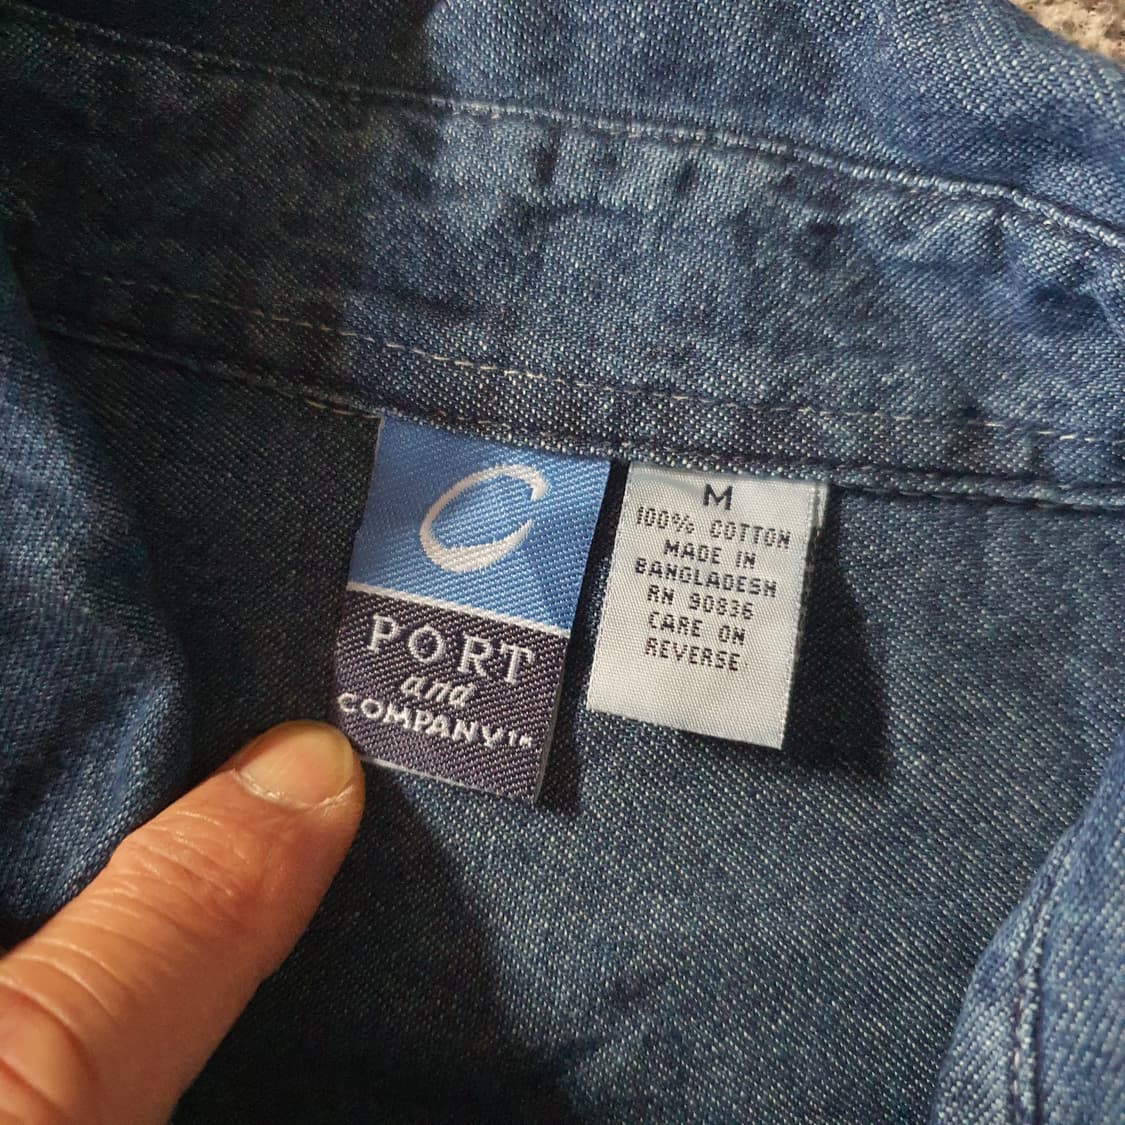 C
PORT
and
COMPANY™
M
100% COTTON
MADE IN
BANGLADESH
RN 90836
CARE ON
REVERSE